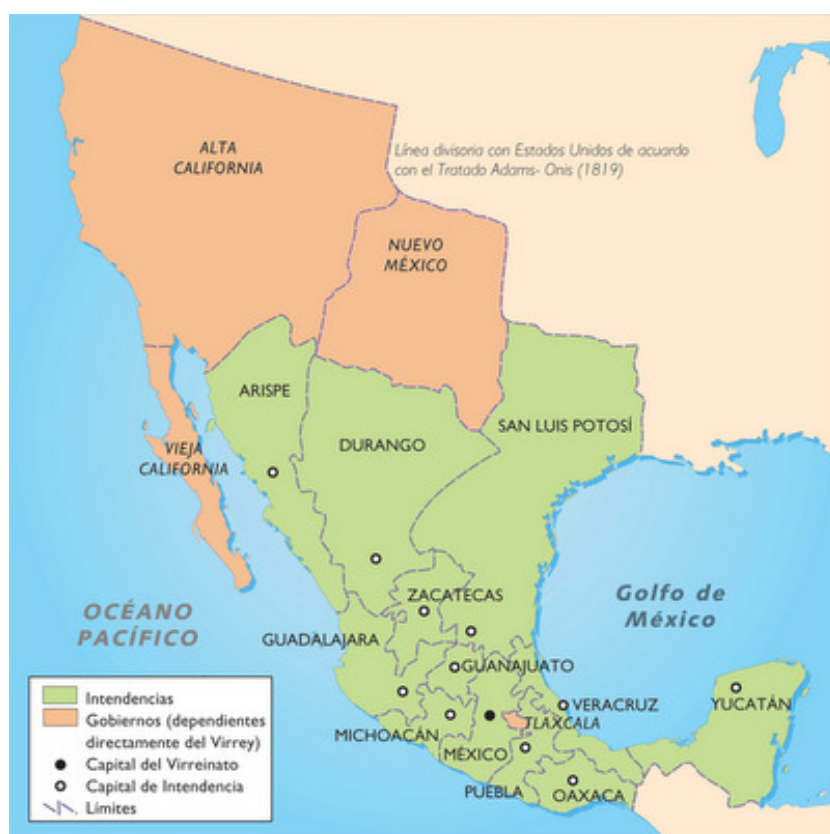 ALTA
CALIFORNIA
Línea divisoria con Estados Unidos de acuerdo
con el Tratado Adams- Onis (1819)
NUEVO
MÉXICO
ARISPE
SAN LUIS POTOSÍ
DURANGO
VIEJA
CALIFORNIA
ZACATECAS
Golfo de
México
OCÉANO
PACÍFICO
GUADALAJARA
GUANAJUATO
VERACRUZ
YUCATÁN
TLAXCALA
MICHOACÁN
MÉXICO
PUEBLA
OAXACA
Intendencias
Gobiernos (dependientes
directamente del Virrey)
Capital del Virreinato
Capital de Intendencia
Límites